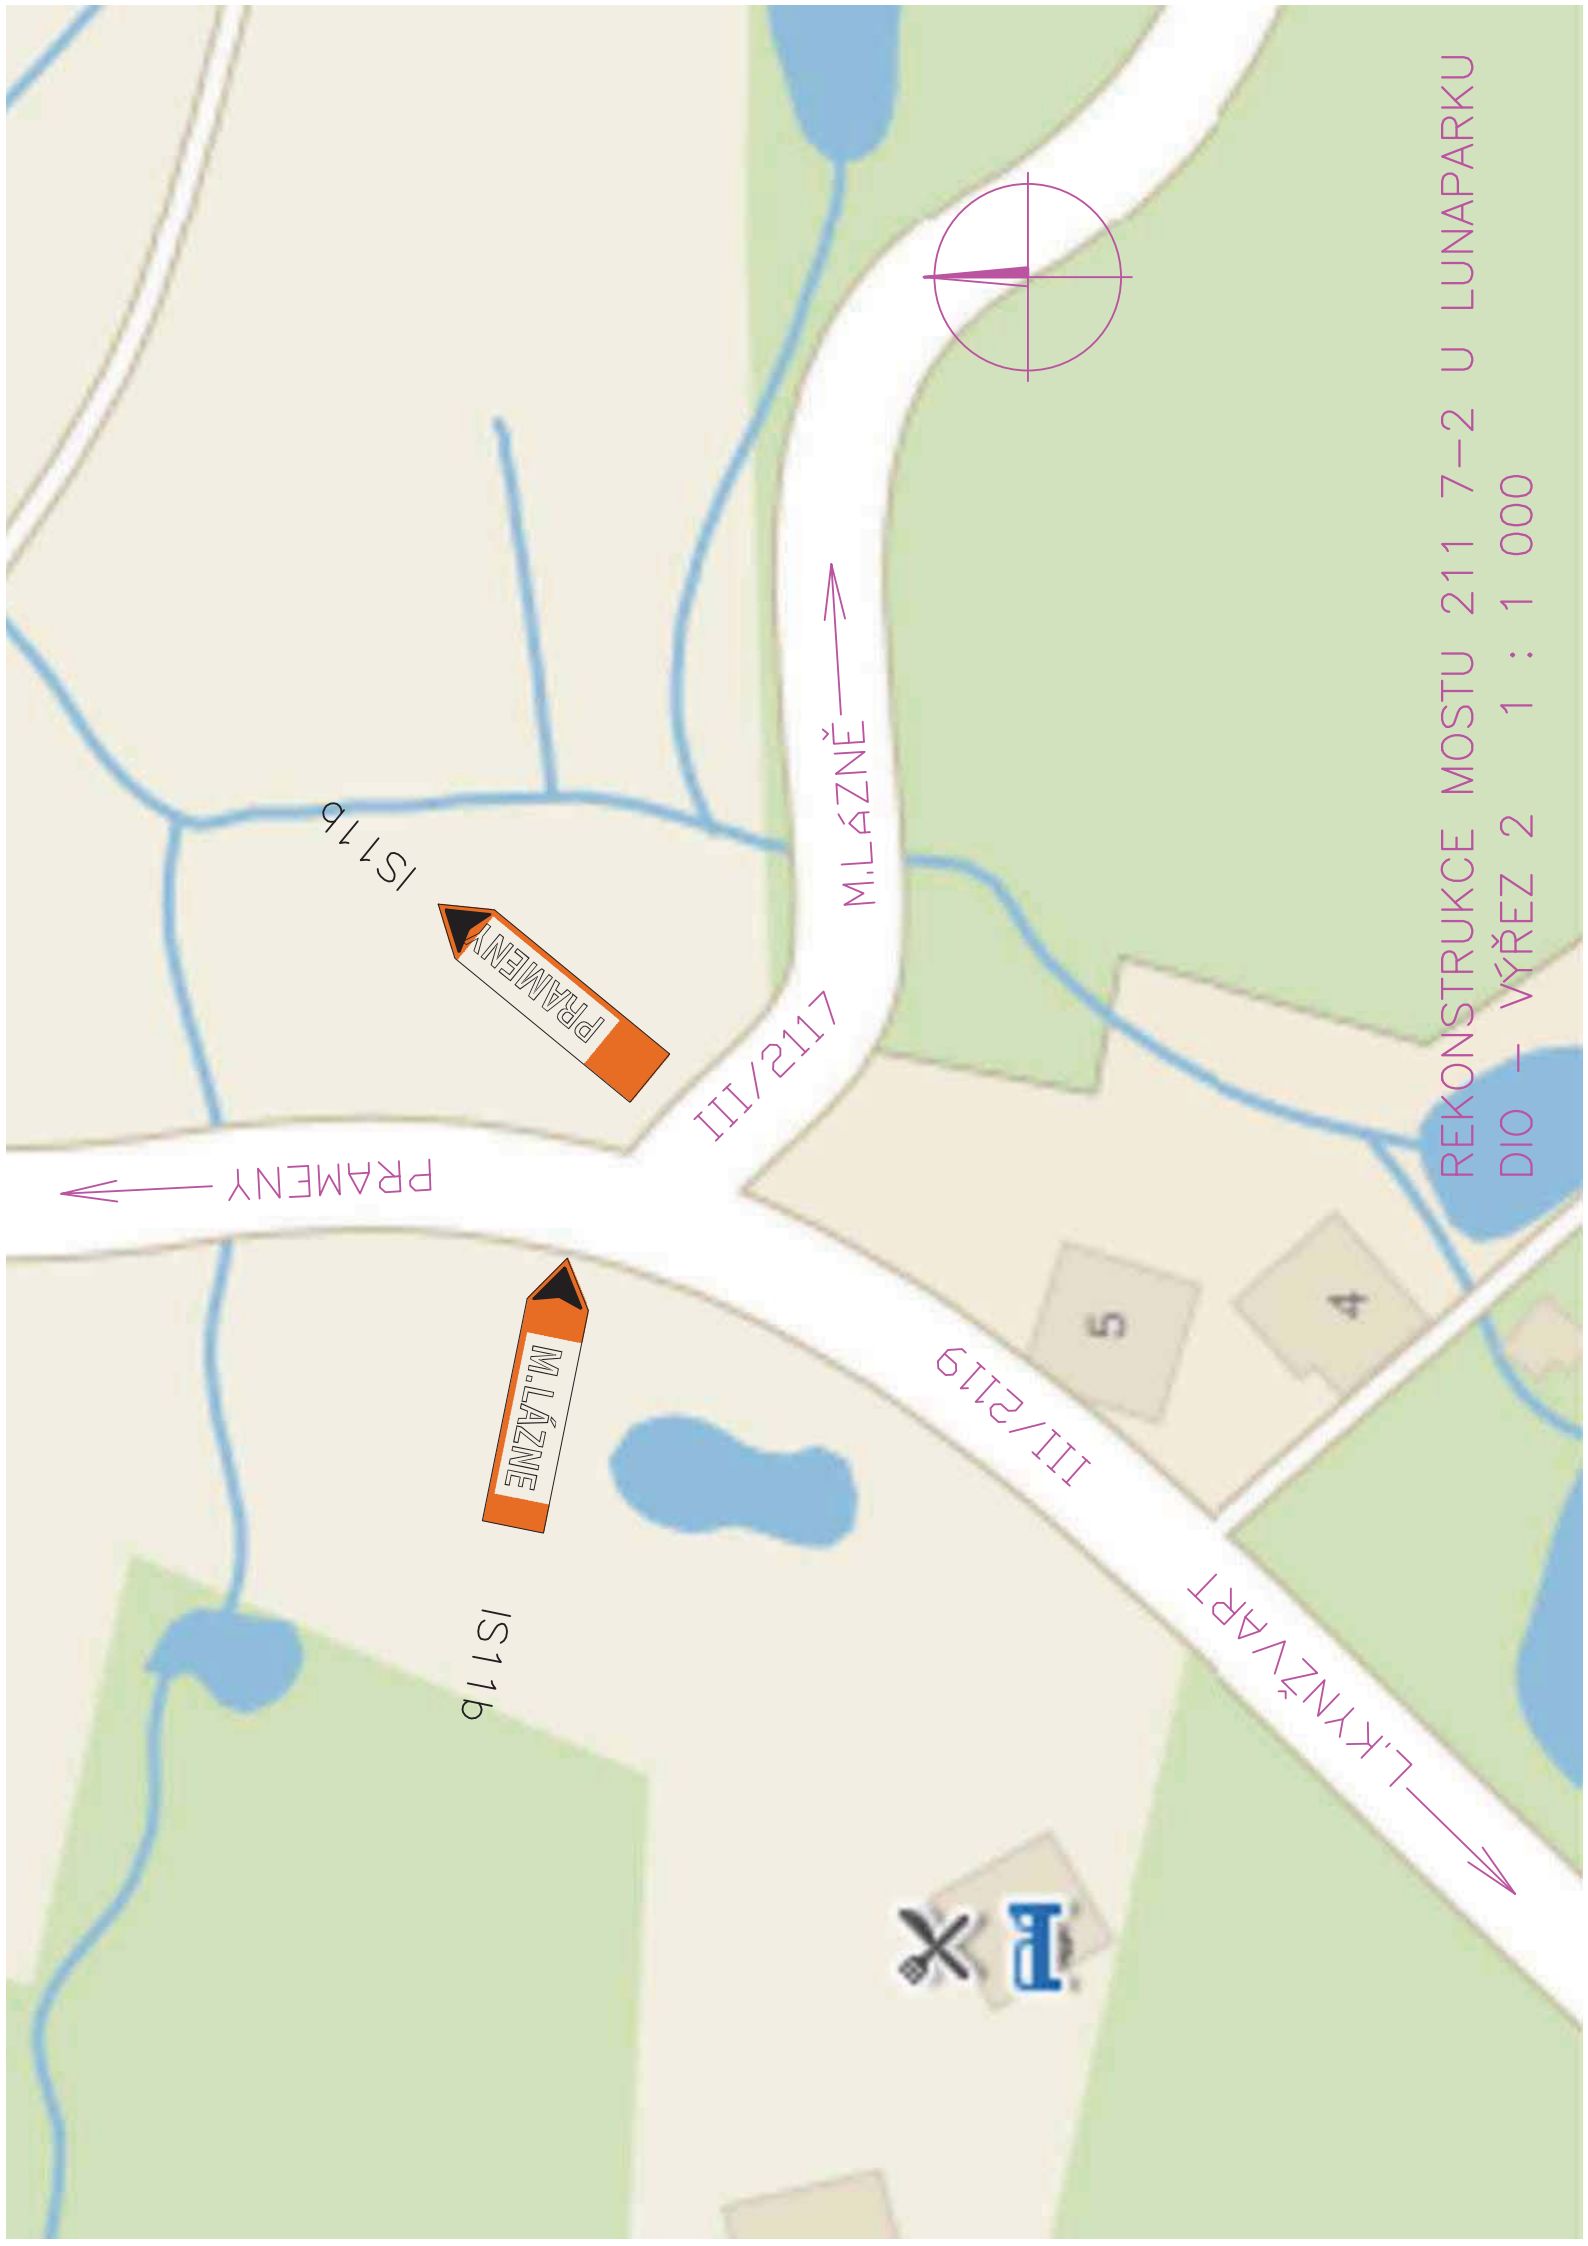 REKONSTRUKCE MOSTU 211 7-2 U LUNAPARKU
DIO - VÝŘEZ 2 1 : 1 000
IS11b
PRAMENY
PRAMENY
M.LÁZNĚ
III/2117
M.LÁZNE
IS11b
III/2119
L.KYNŽVART
5
4